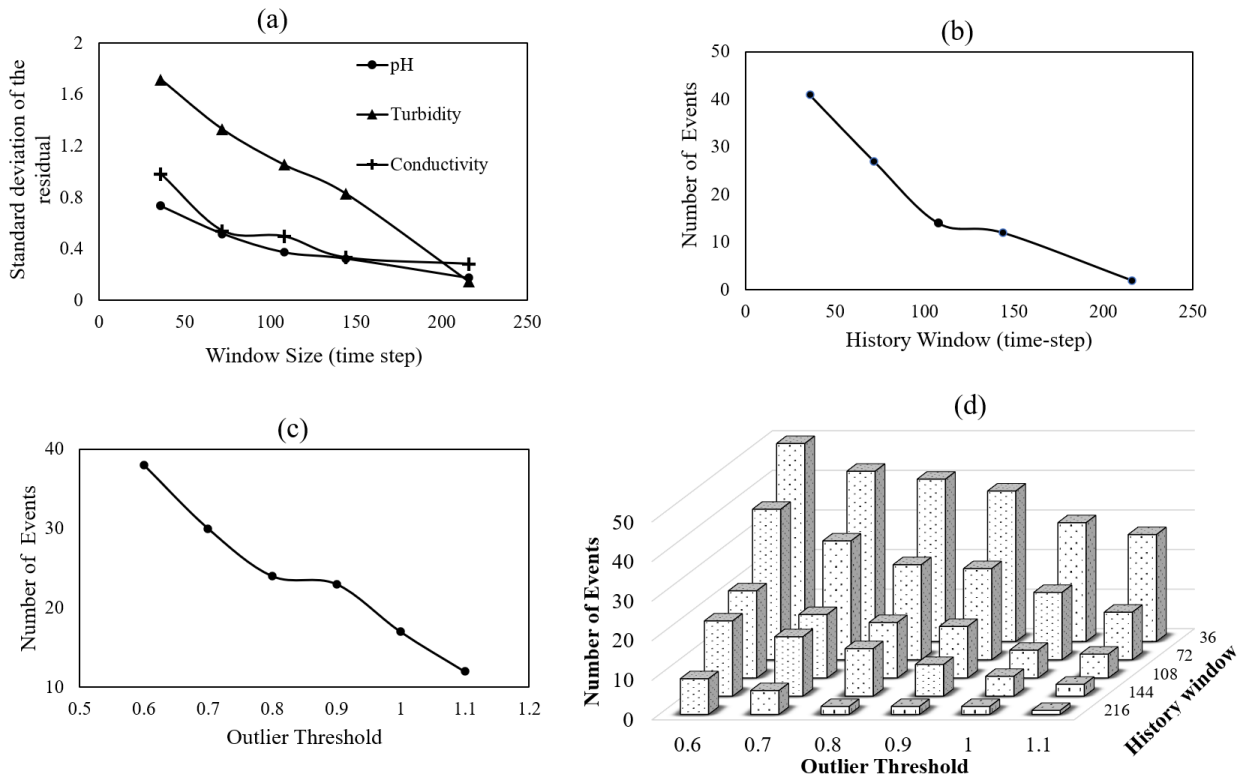 (a)
Standard deviation of the
residual
2
1.6
1.2
0.8
0.4
0
pH
Turbidity
Conductivity
0 50 100 150 200 250
Window Size (time step)
(b)
Number of Events
50
40
30
20
10
0
0 50 100 150 200 250
History Window (time-step)
(c)
Number of Events
40
30
20
10
0.5 0.6 0.7 0.8 0.9 1 1.1 1.2
Outlier Threshold
(d)
Number of Events
50
40
30
20
10
0
0.6 0.7 0.8 0.9 1 1.1
Outlier Threshold
36
72
108
144
216
History window